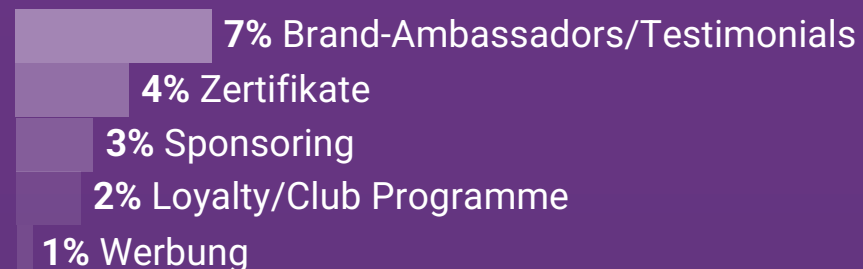 7% Brand-Ambassadors/Testimonials
4% Zertifikate
3% Sponsoring
2% Loyalty/Club Programme
1% Werbung